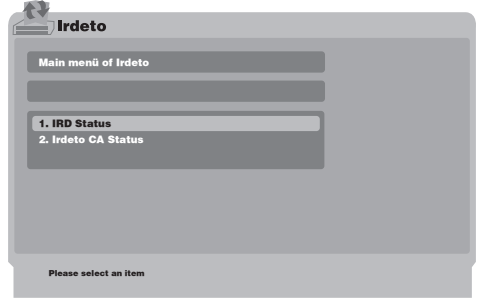 Irdeto
Main menü of Irdeto
1. IRD Status
2. Irdeto CA Status
Please select an item